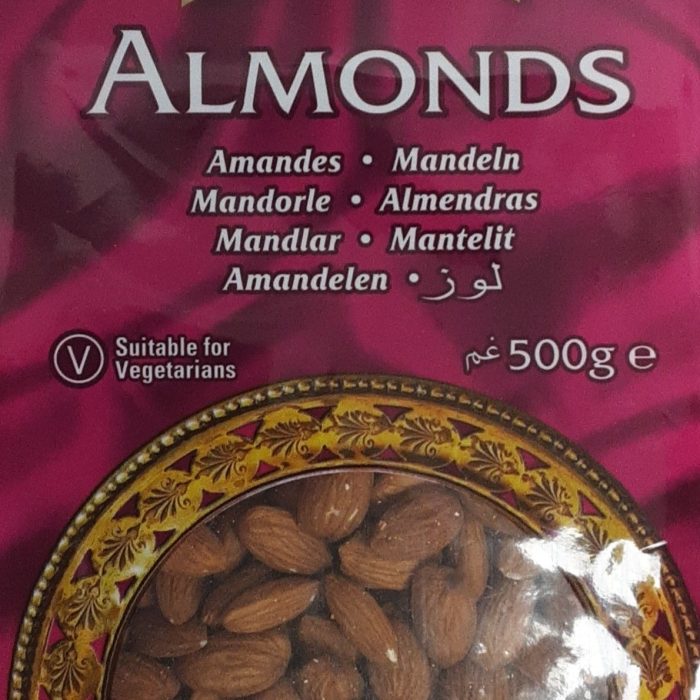 ALMONDS
Amandes • Mandeln
Mandorle • Almendras
Mandlar • Mantelit
Amandelen • لوز
V Suitable for
Vegetarians
500g e غم